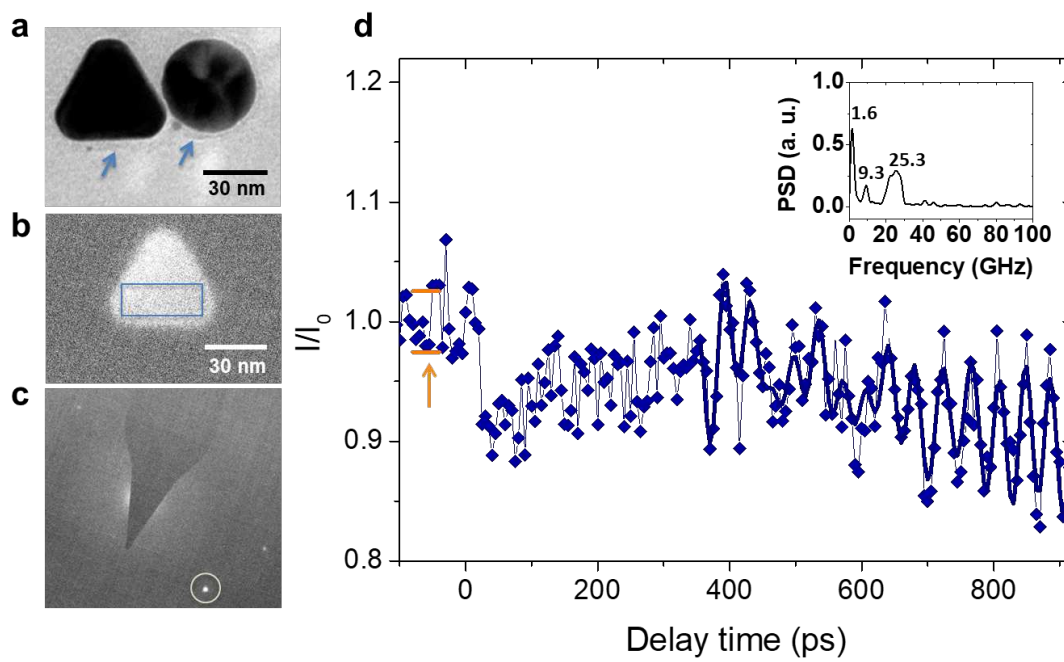 a
30 nm
b
30 nm
c
d
I/I0
1.2
1.1
1.0
0.9
0.8
0 200 400 600 800
Delay time (ps)
PSD (a. u.)
1.0
0.5
0.0
1.6
9.3
25.3
0 20 40 60 80 100
Frequency (GHz)